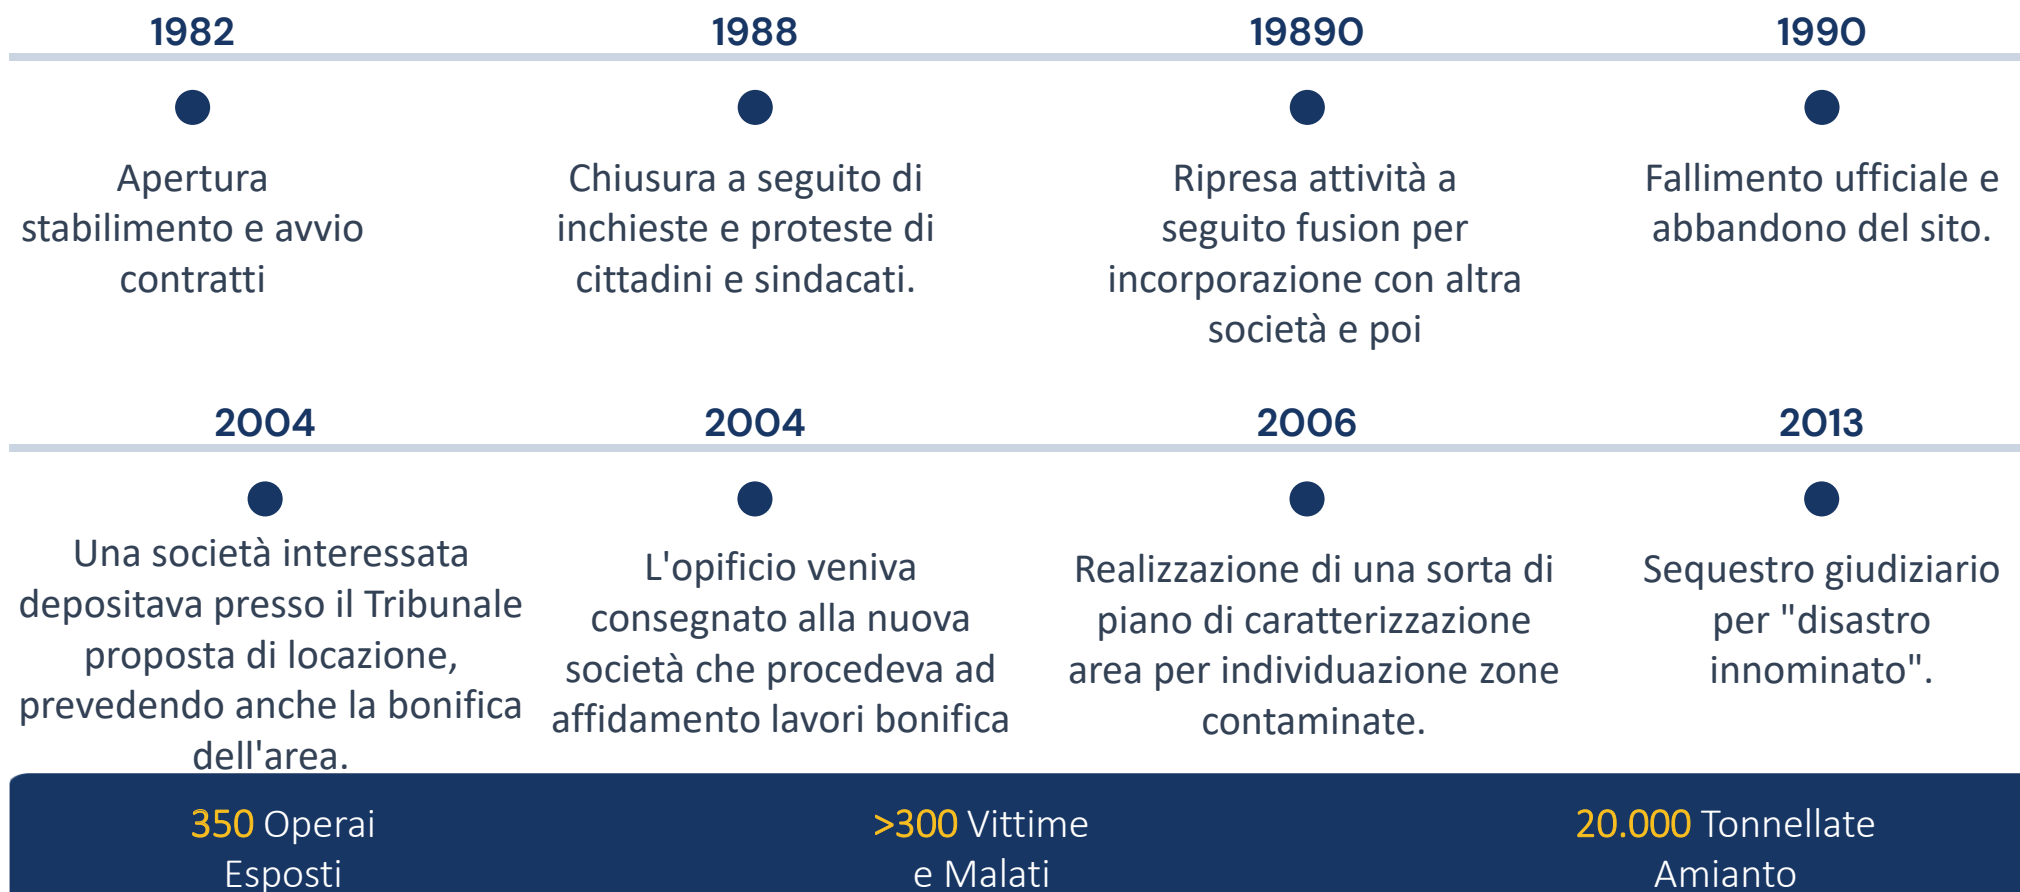 1982
Apertura
stabilimento e avvio
contratti
1988
Chiusura a seguito di
inchieste e proteste di
cittadini e sindacati.
19890
Ripresa attività a
seguito fusion per
incorporazione con altra
società e poi
1990
Fallimento ufficiale e
abbandono del sito.
2004
Una società interessata
depositava presso il Tribunale
proposta di locazione,
prevedendo anche la bonifica
dell'area.
2004
L'opificio veniva
consegnato alla nuova
società che procedeva ad
affidamento lavori bonifica
2006
Realizzazione di una sorta di
piano di caratterizzazione
area per individuazione zone
contaminate.
2013
Sequestro giudiziario
per "disastro
innominato".
350 Operai
Esposti
>300 Vittime
e Malati
20.000 Tonnellate
Amianto